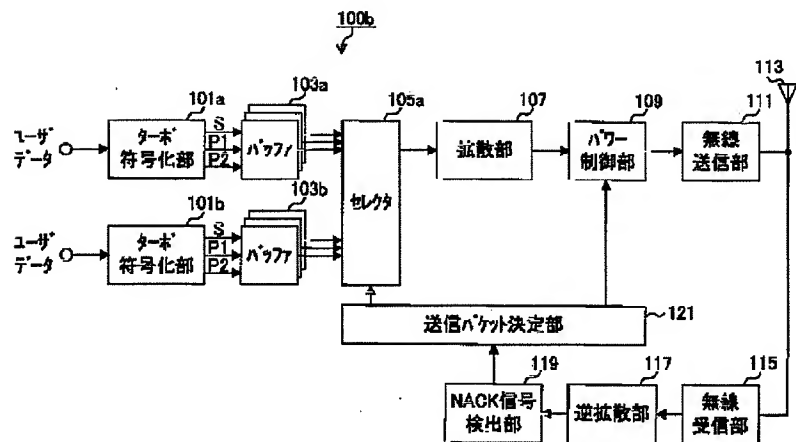 100b
113
101a
103a
105a
107
109
111
ユーザ
データ
ターボ
符号化部
S
P1
P2
バッファ
セレクタ
拡散部
パワー
制御部
無線
送信部
101b
103b
ユーザ
データ
ターボ
符号化部
S
P1
P2
バッファ
送信パケット決定部
121
119
117
115
NACK信号
検出部
逆拡散部
無線
受信部